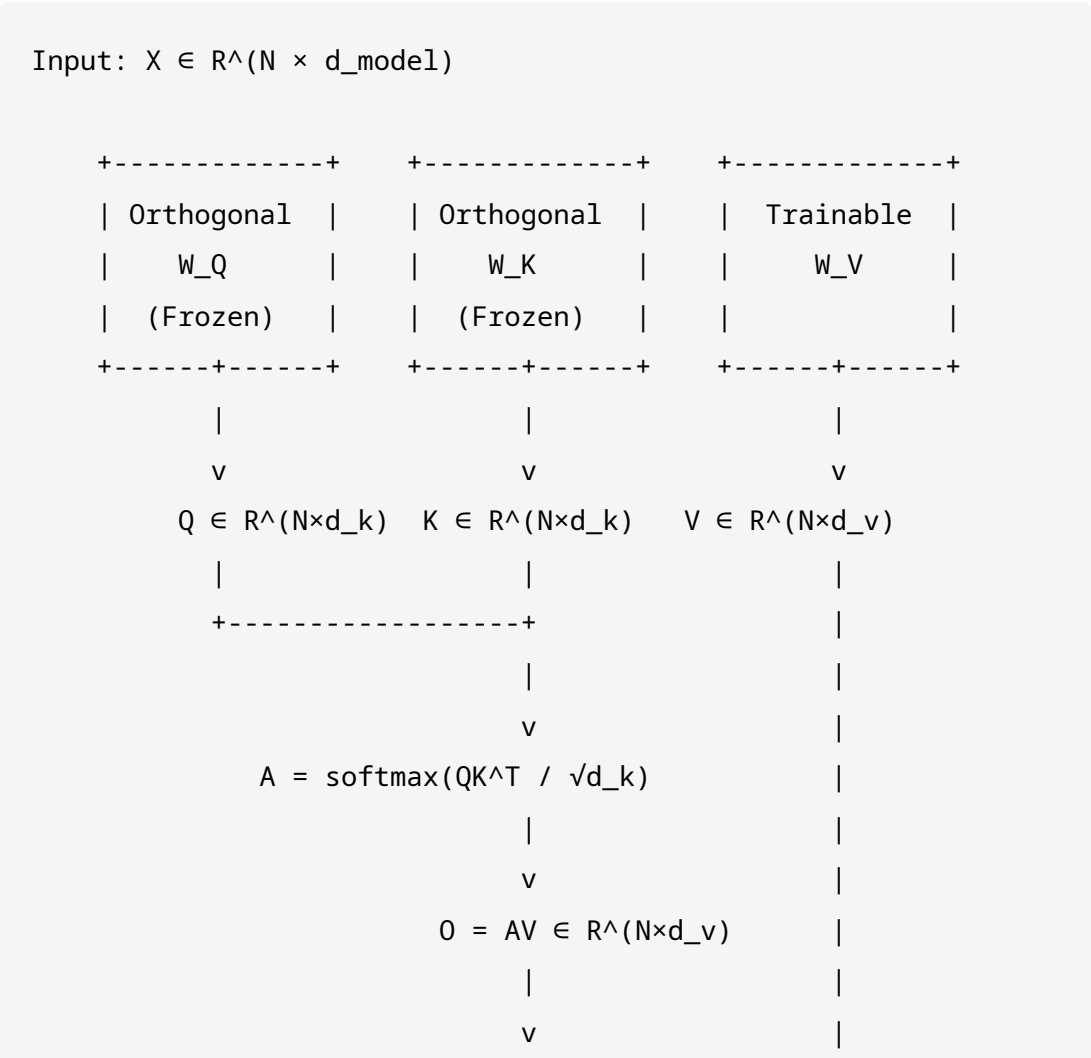 Input: X ∈ R^(N × d_model)
+-------------+    +-------------+    +-------------+
| Orthogonal  |    | Orthogonal  |    |  Trainable  |
|    W_Q      |    |    W_K      |    |     W_V     |
|  (Frozen)   |    |  (Frozen)   |    |             |
+------+------+    +------+------+    +------+------+
       |                  |                  |
       v                  v                  v
     Q ∈ R^(N×d_k)  K ∈ R^(N×d_k)   V ∈ R^(N×d_v)
       |                  |                  |
       +------------------+                  |
                          |                  |
                          v                  |
          A = softmax(QK^T / √d_k)           |
                          |                  |
                          v                  |
                     O = AV ∈ R^(N×d_v)      |
                          |                  |
                          v                  |